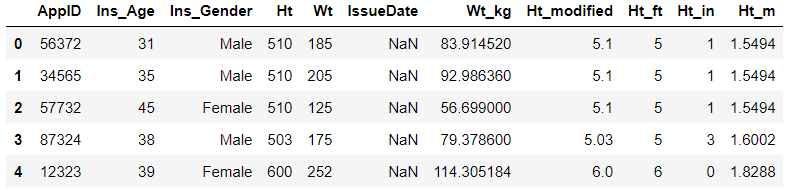 AppID Ins_Age Ins_Gender Ht Wt IssueDate Wt_kg Ht_modified Ht_ft Ht_in Ht_m
0 56372 31 Male 510 185 NaN 83.914520 5.1 5 1 1.5494
1 34565 35 Male 510 205 NaN 92.986360 5.1 5 1 1.5494
2 57732 45 Female 510 125 NaN 56.699000 5.1 5 1 1.5494
3 87324 38 Male 503 175 NaN 79.378600 5.03 5 3 1.6002
4 12323 39 Female 600 252 NaN 114.305184 6.0 6 0 1.8288